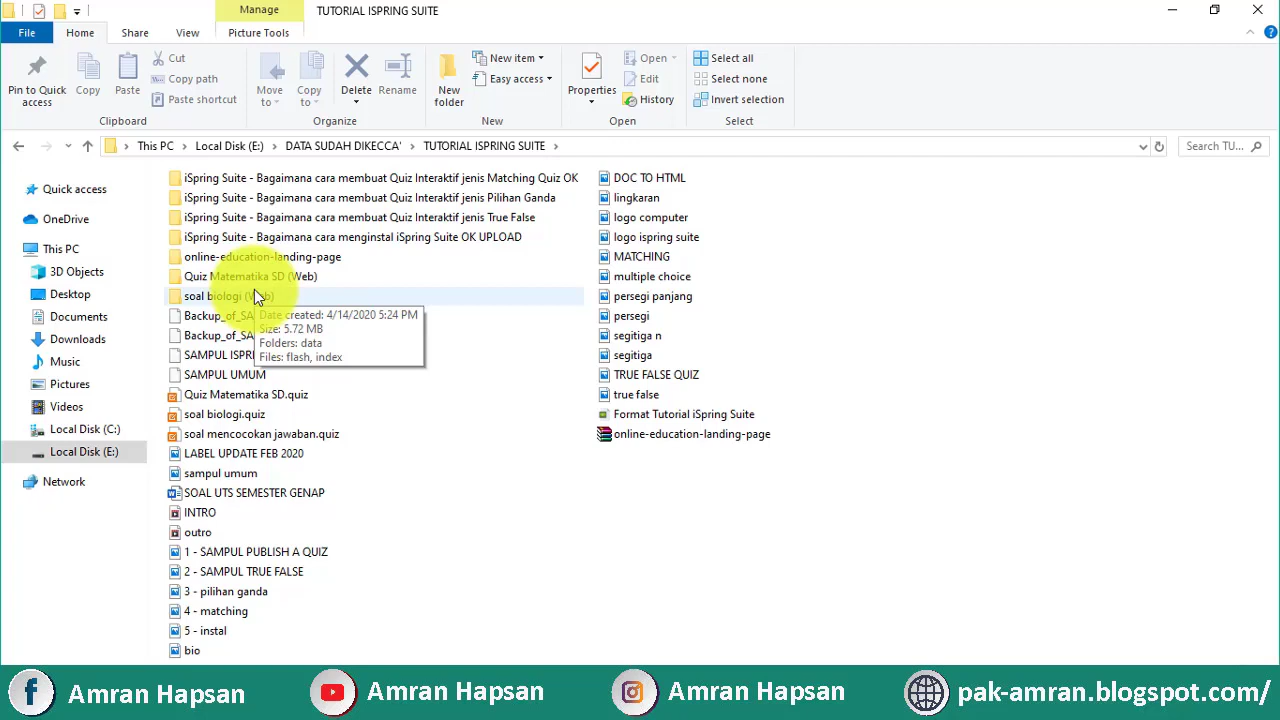 Manage
TUTORIAL ISPRING SUITE
File
Home
Share
View
Picture Tools
Pin to Quick access
Copy
Paste
Cut
Copy path
Paste shortcut
Clipboard
Move to
Copy to
Delete
Rename
Organize
New folder
New item
Easy access
New
Properties
Open
Edit
History
Open
Select all
Select none
Invert selection
Select
This PC > Local Disk (E:) > DATA SUDAH DIKECCA' > TUTORIAL ISPRING SUITE >
Search TU...
Quick access
OneDrive
This PC
3D Objects
Desktop
Documents
Downloads
Music
Pictures
Videos
Local Disk (C:)
Local Disk (E:)
Network
iSpring Suite - Bagaimana cara membuat Quiz Interaktif jenis Matching Quiz OK
iSpring Suite - Bagaimana cara membuat Quiz Interaktif jenis Pilihan Ganda
iSpring Suite - Bagaimana cara membuat Quiz Interaktif jenis True False
iSpring Suite - Bagaimana cara menginstal iSpring Suite OK UPLOAD
online-education-landing-page
Quiz Matematika SD (Web)
soal biologi (Web)
Backup_of_SA
Backup_of_SA
SAMPUL ISPRI
SAMPUL UMUM
Date created: 4/14/2020 5:24 PM
Size: 5.72 MB
Folders: data
Files: flash, index
Quiz Matematika SD.quiz
soal biologi.quiz
soal mencocokan jawaban.quiz
LABEL UPDATE FEB 2020
sampul umum
SOAL UTS SEMESTER GENAP
INTRO
outro
1 - SAMPUL PUBLISH A QUIZ
2 - SAMPUL TRUE FALSE
3 - pilihan ganda
4 - matching
5 - instal
bio
DOC TO HTML
lingkaran
logo computer
logo ispring suite
MATCHING
multiple choice
persegi panjang
persegi
segitiga n
segitiga
TRUE FALSE QUIZ
true false
Format Tutorial iSpring Suite
online-education-landing-page
Amran Hapsan
Amran Hapsan
Amran Hapsan
pak-amran.blogspot.com/